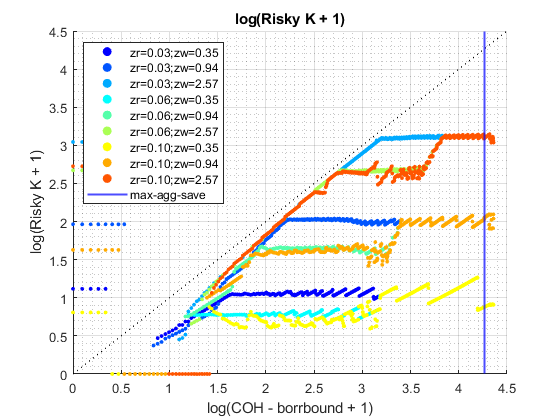 log(Risky K + 1)
4.5
4
3.5
3
2.5
2
1.5
1
0.5
0
log(Risky K + 1)
zr=0.03;zw=0.35
zr=0.03;zw=0.94
zr=0.03;zw=2.57
zr=0.06;zw=0.35
zr=0.06;zw=0.94
zr=0.06;zw=2.57
zr=0.10;zw=0.35
zr=0.10;zw=0.94
zr=0.10;zw=2.57
max-agg-save
0 0.5 1 1.5 2 2.5 3 3.5 4 4.5
log(COH - borrbound + 1)